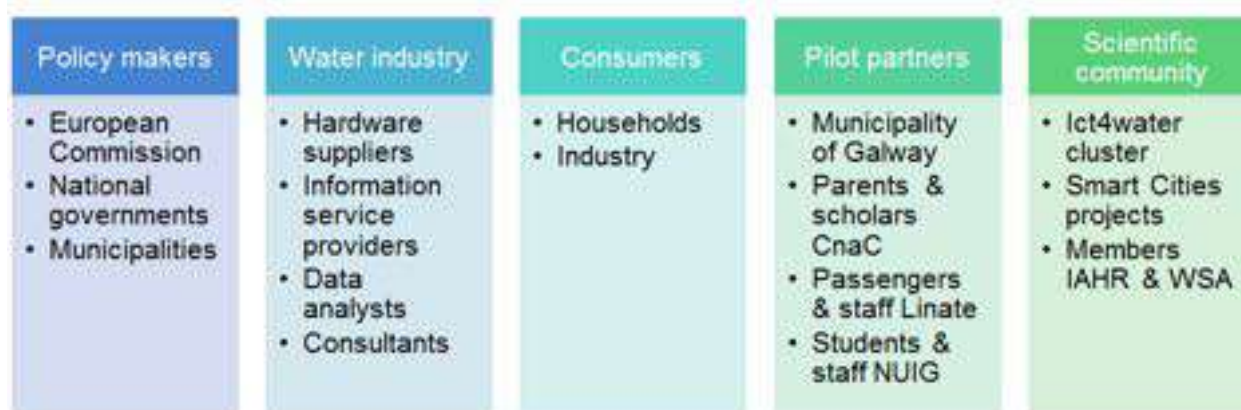 Policy makers
• European
Commission
• National
governments
• Municipalities
Water industry
• Hardware
suppliers
• Information
service
providers
• Data
analysts
• Consultants
Consumers
• Households
• Industry
Pilot partners
• Municipality
of Galway
• Parents &
scholars
CnaC
• Passengers
& staff Linate
• Students &
staff NUIG
Scientific
community
• Ict4water
cluster
• Smart Cities
projects
• Members
IAHR & WSA